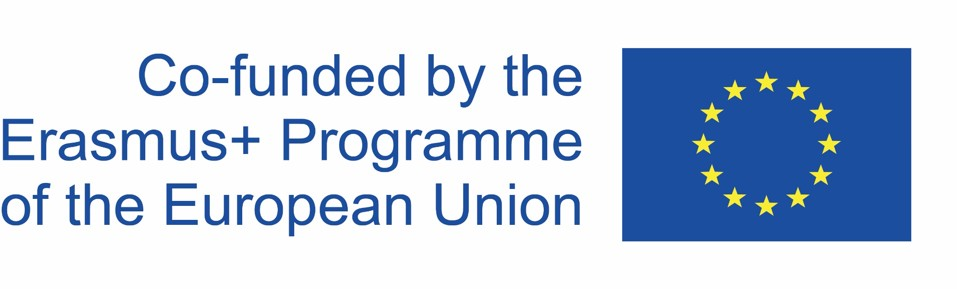 Co-funded by the
Erasmus+ Programme
of the European Union